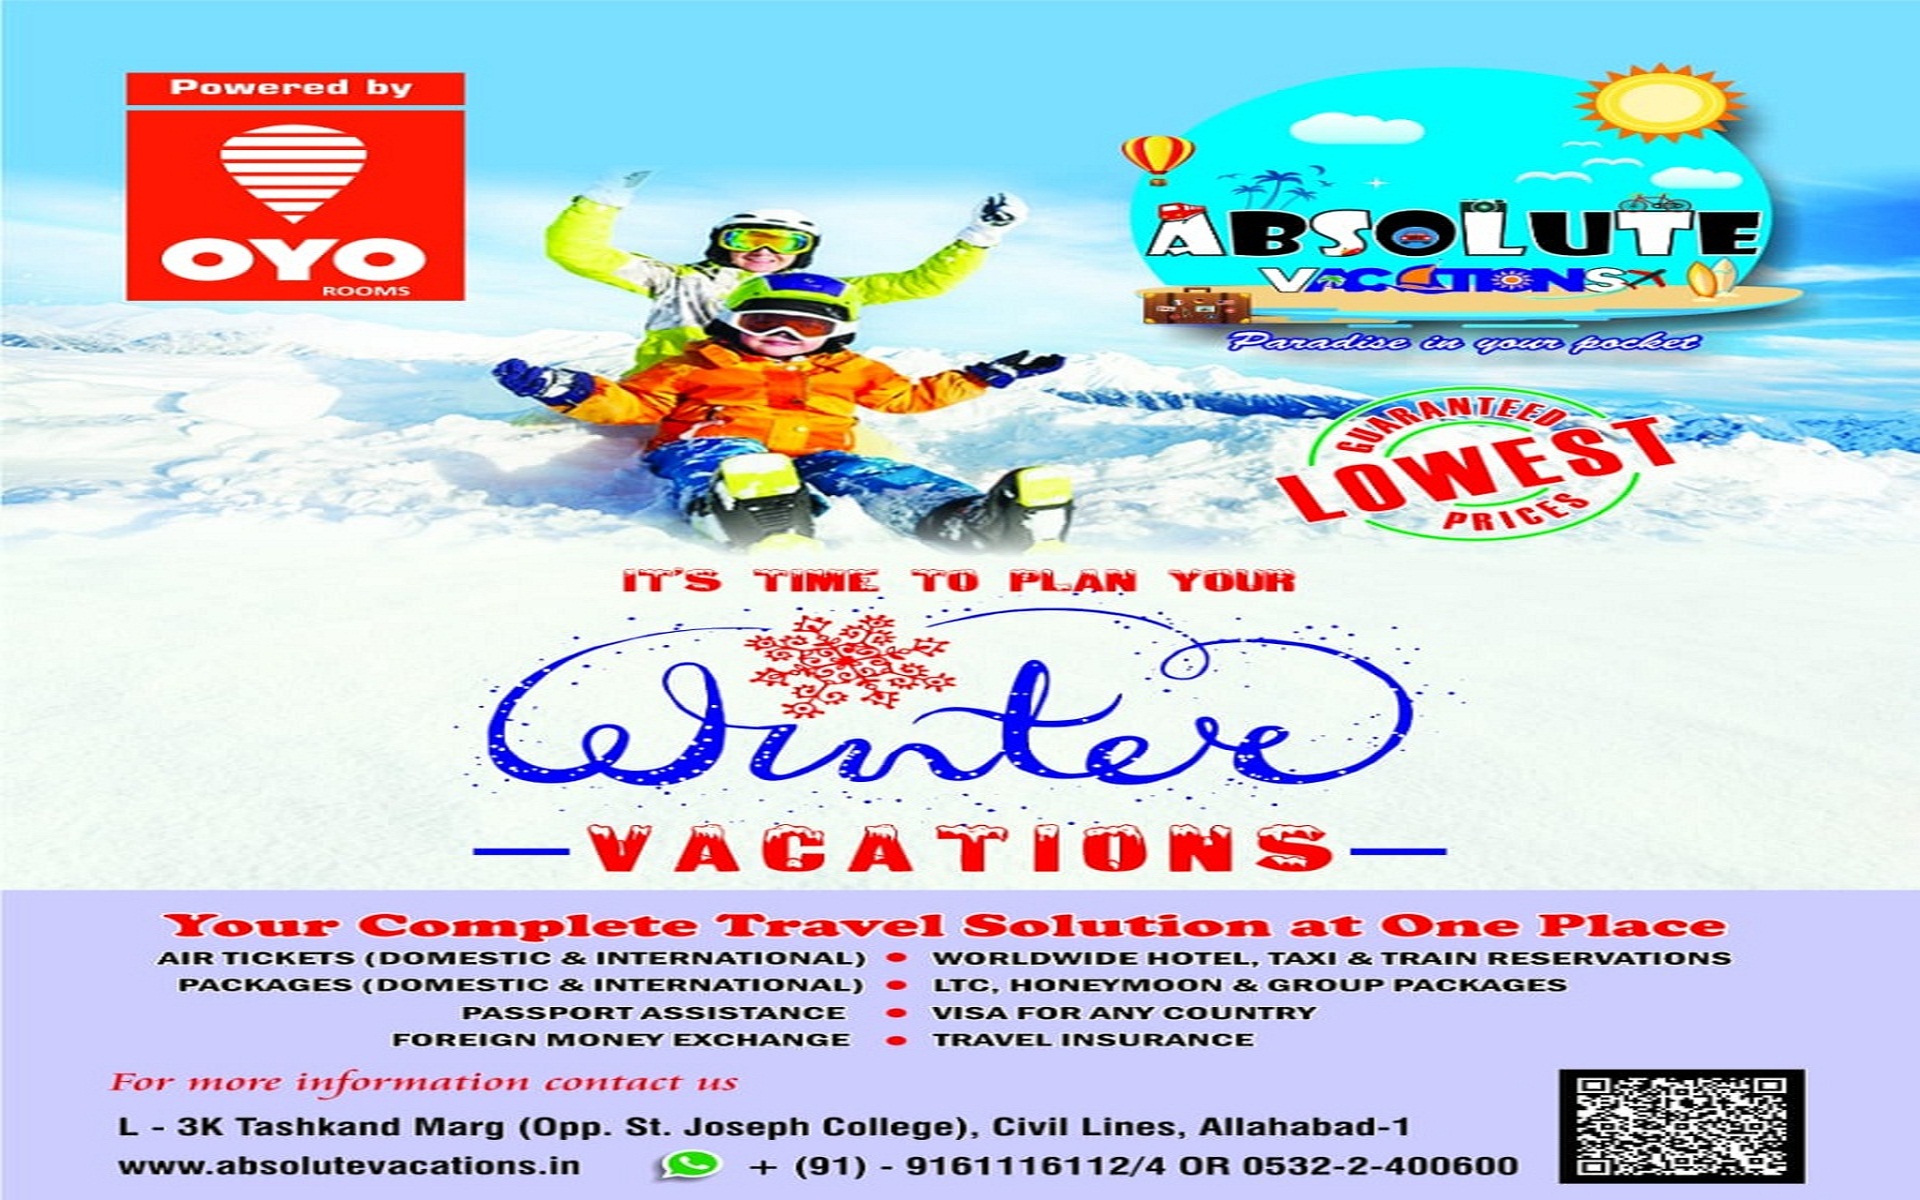 Powered by
OYO
ROOMS
ABSOLUTE
VACATIONS
Paradise in your pocket
GUARANTEED
LOWEST
PRICES
IT'S TIME TO PLAN YOUR
Winter
VACATIONS
Your Complete Travel Solution at One Place
AIR TICKETS (DOMESTIC & INTERNATIONAL) • WORLDWIDE HOTEL, TAXI & TRAIN RESERVATIONS
PACKAGES (DOMESTIC & INTERNATIONAL) • LTC, HONEYMOON & GROUP PACKAGES
PASSPORT ASSISTANCE • VISA FOR ANY COUNTRY
FOREIGN MONEY EXCHANGE • TRAVEL INSURANCE
For more information contact us
L - 3K Tashkand Marg (Opp. St. Joseph College), Civil Lines, Allahabad-1
www.absolutevacations.in + (91) - 9161116112/4 OR 0532-2-400600